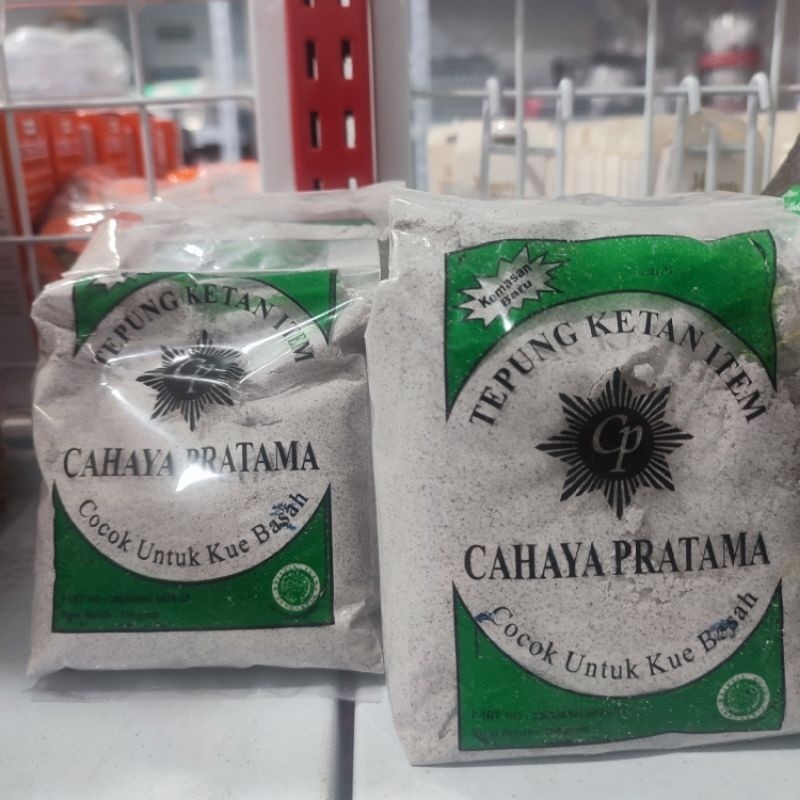 TEPUNG KETAN ITEM
Cp
CAHAYA PRATAMA
Cocok Untuk Kue Basah
Kemasan
Baru
TEPUNG KETAN ITEM
Cp
CAHAYA PRATAMA
Cocok Untuk Kue Basah